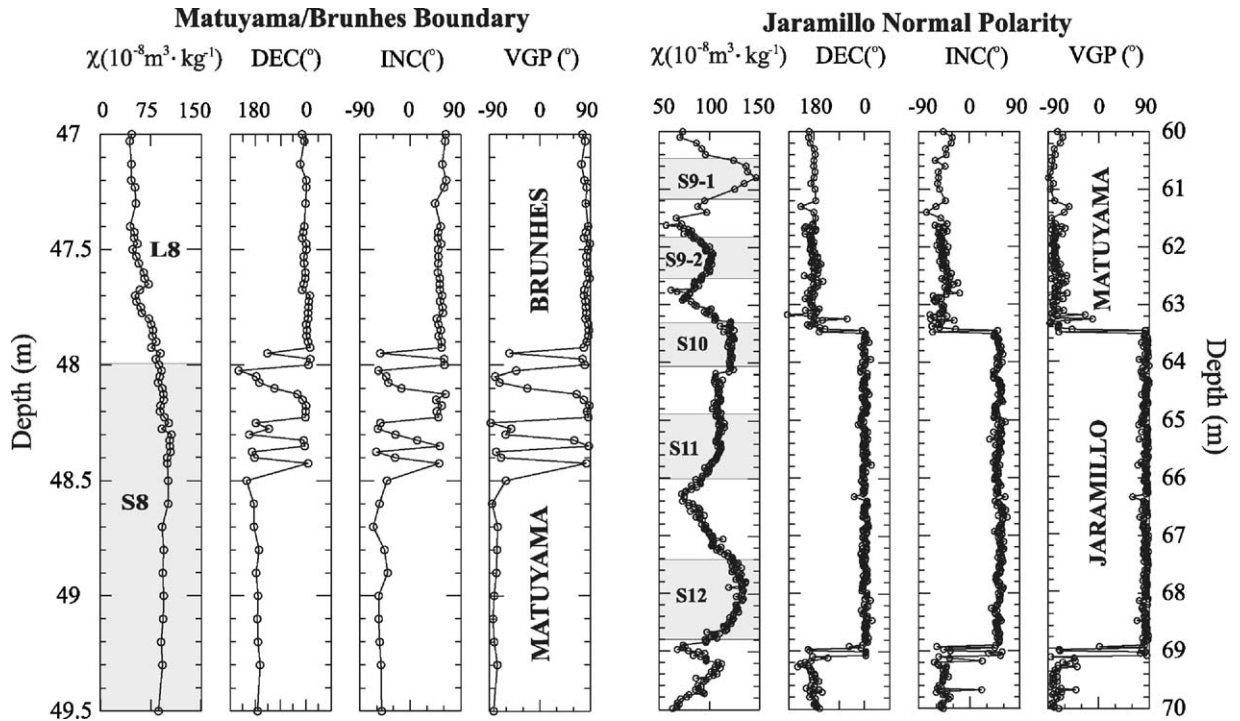 Matuyama/Brunhes Boundary
χ(10⁻⁸m³· kg⁻¹) DEC(°) INC(°) VGP (°)
0 75 150 180 0 -90 0 90 -90 0 90
47
47.5
48
48.5
49
49.5
Depth (m)
L8
S8
BRUNHES
MATUYAMA
Jaramillo Normal Polarity
χ(10⁻⁸m³· kg⁻¹) DEC(°) INC(°) VGP (°)
50 100 150 180 0 -90 0 90 -90 0 90
60
61
62
63
64
65
66
67
68
69
70
Depth (m)
S9-1
S9-2
S10
S11
S12
MATUYAMA
JARAMILLO